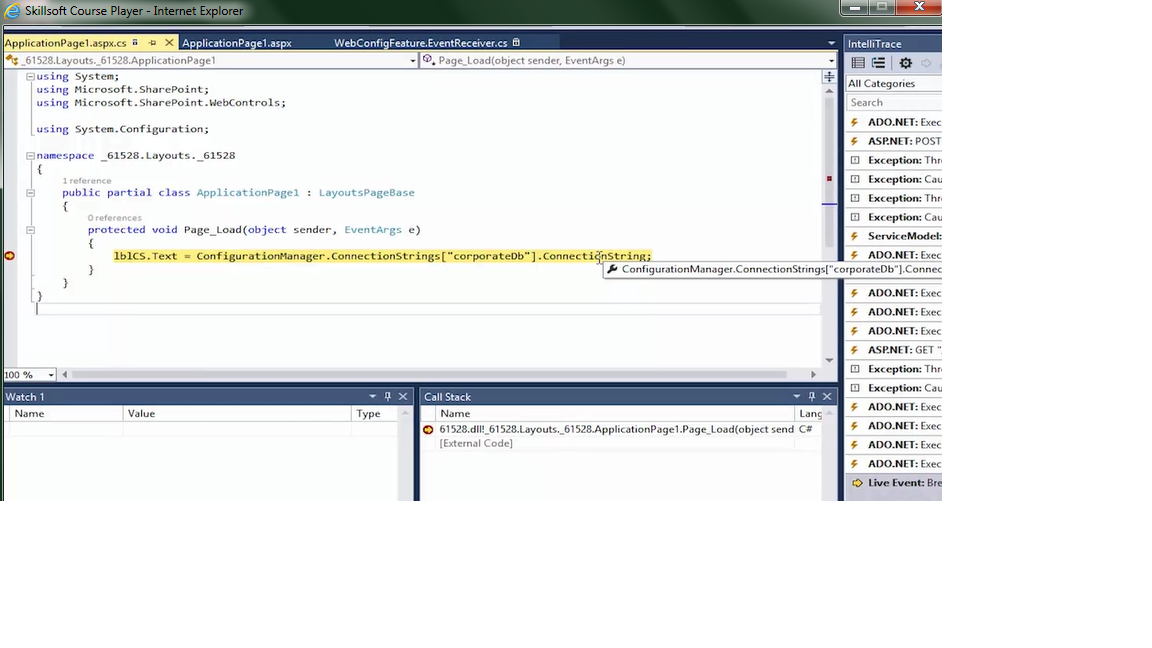 Skillsoft Course Player - Internet Explorer
ApplicationPage1.aspx.cs ApplicationPage1.aspx WebConfigFeature.EventReceiver.cs
_61528.Layouts._61528.ApplicationPage1 Page_Load(object sender, EventArgs e)
using System;
using Microsoft.SharePoint;
using Microsoft.SharePoint.WebControls;
using System.Configuration;
namespace _61528.Layouts._61528
{
1 reference
public partial class ApplicationPage1 : LayoutsPageBase
{
0 references
protected void Page_Load(object sender, EventArgs e)
{
lblCS.Text = ConfigurationManager.ConnectionStrings["corporateDb"].ConnectionString;
ConfigurationManager.ConnectionStrings["corporateDb"].Connec
}
}
}
100 %
Watch 1
Name Value Type
Call Stack
Name Lang
61528.dll!_61528.Layouts._61528.ApplicationPage1.Page_Load(object send C#
[External Code]
IntelliTrace
All Categories
Search
ADO.NET: Exec
ASP.NET: POST
Exception: Thr
Exception: Cau
Exception: Thr
Exception: Cau
ServiceModel:
ADO.NET: Exec
ADO.NET: Exec
ADO.NET: Exec
ADO.NET: Exec
ASP.NET: GET "
Exception: Thr
Exception: Cau
ADO.NET: Exec
ADO.NET: Exec
ADO.NET: Exec
ADO.NET: Exec
Live Event: Bre